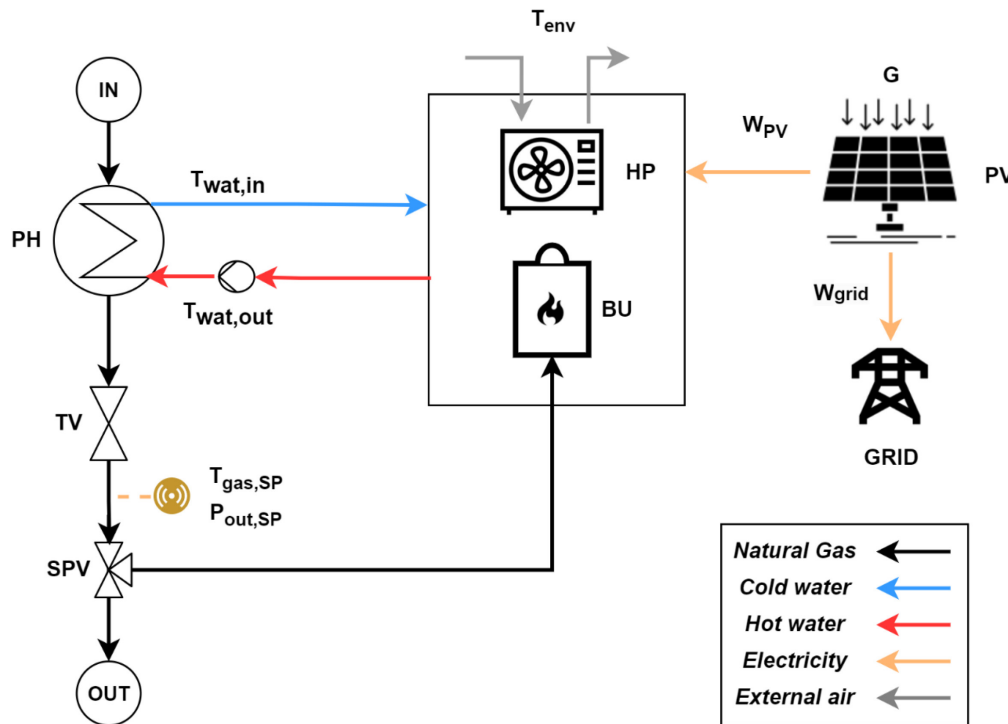 T_env
IN
G
W_PV
HP
T_wat,in
PV
PH
BU
T_wat,out
W_grid
TV
GRID
T_gas,SP
P_out,SP
SPV
Natural Gas
Cold water
Hot water
Electricity
External air
OUT